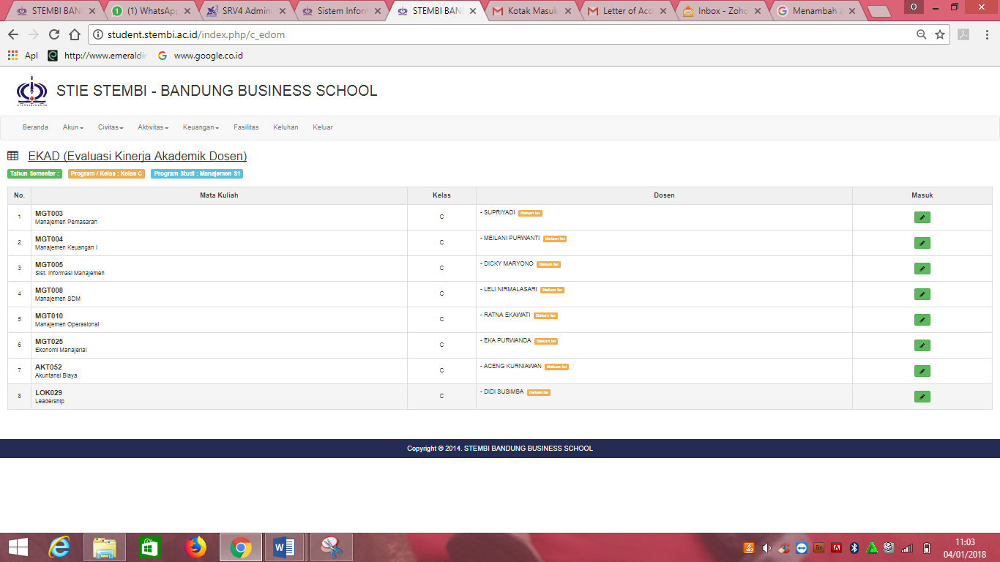 STEMBI BAN
(1) WhatsApp
SRV4 Admini
Sistem Inform
STEMBI BAN
Kotak Masuk
Letter of Acc
Inbox - Zoho
Menambah a
O
student.stembi.ac.id/index.php/c_edom
Apl
http://www.emeraldin
www.google.co.id
STEMBI BANDUNG
STIE STEMBI - BANDUNG BUSINESS SCHOOL
Beranda
Akun
Civitas
Aktivitas
Keuangan
Fasilitas
Keluhan
Keluar
EKAD (Evaluasi Kinerja Akademik Dosen)
Tahun Semester :
Program / Kelas : Kelas C
Program Studi : Manajemen S1
No. Mata Kuliah Kelas Dosen Masuk
1 MGT003 C - SUPRIYADI Belum Isi
Manajemen Pemasaran
2 MGT004 C - MEILANI PURWANTI Belum Isi
Manajemen Keuangan I
3 MGT005 C - DICKY MARYONO Belum Isi
Sist. Informasi Manajemen
4 MGT008 C - LELI NIRMALASARI Belum Isi
Manajemen SDM
5 MGT010 C - RATNA EKAWATI Belum Isi
Manajemen Operasional
6 MGT025 C - EKA PURWANDA Belum Isi
Ekonomi Manajerial
7 AKT052 C - ACENG KURNIAWAN Belum Isi
Akuntansi Biaya
8 LOK029 C - DIDI SUSIMBA Belum Isi
Leadership
Copyright © 2014. STEMBI BANDUNG BUSINESS SCHOOL
11:03
04/01/2018